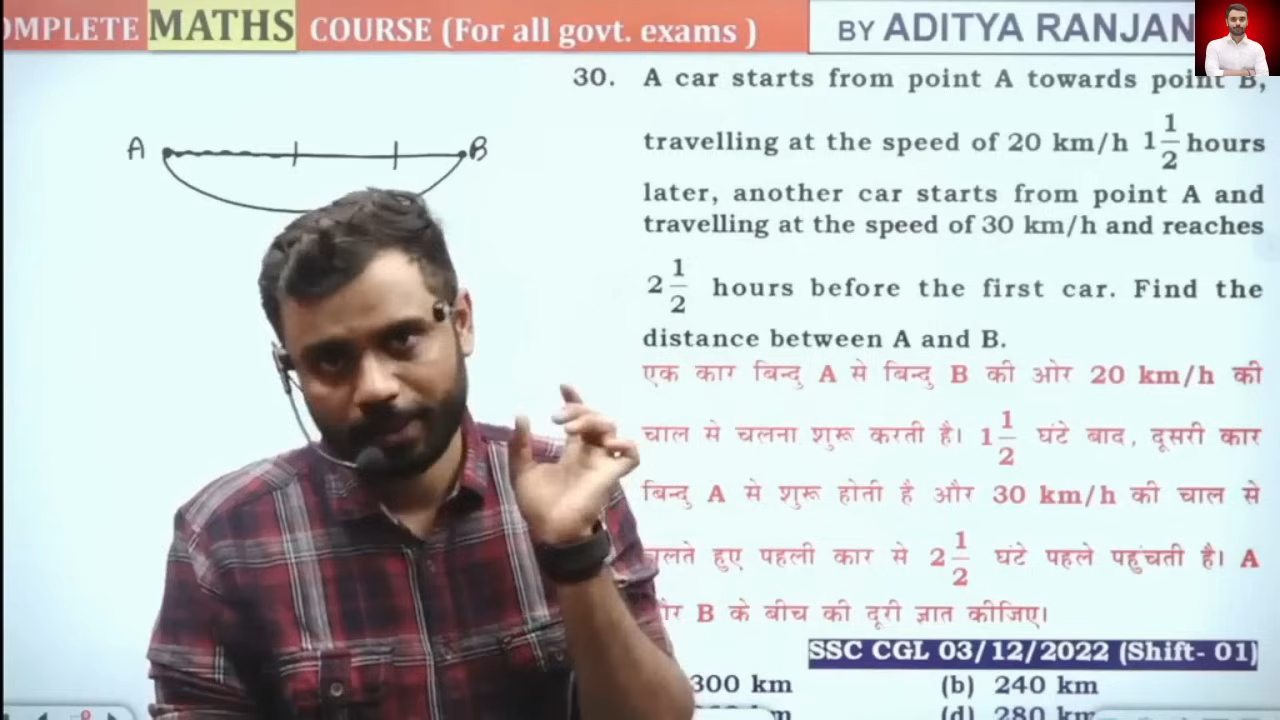 OMPLETE MATHS COURSE (For all govt. exams )
BY ADITYA RANJAN
30. A car starts from point A towards point B,
travelling at the speed of 20 km/h 1 1/2 hours
later, another car starts from point A and
travelling at the speed of 30 km/h and reaches
2 1/2 hours before the first car. Find the
distance between A and B.
एक कार बिन्दु A से बिन्दु B की ओर 20 km/h की
चाल से चलना शुरू करती है। 1 1/2 घंटे बाद, दूसरी कार
बिन्दु A से शुरू होती है और 30 km/h की चाल से
चलते हुए पहली कार से 2 1/2 घंटे पहले पहुंचती है। A
और B के बीच की दूरी ज्ञात कीजिए।
SSC CGL 03/12/2022 (Shift- 01)
300 km (b) 240 km
(d) 280 km
A B